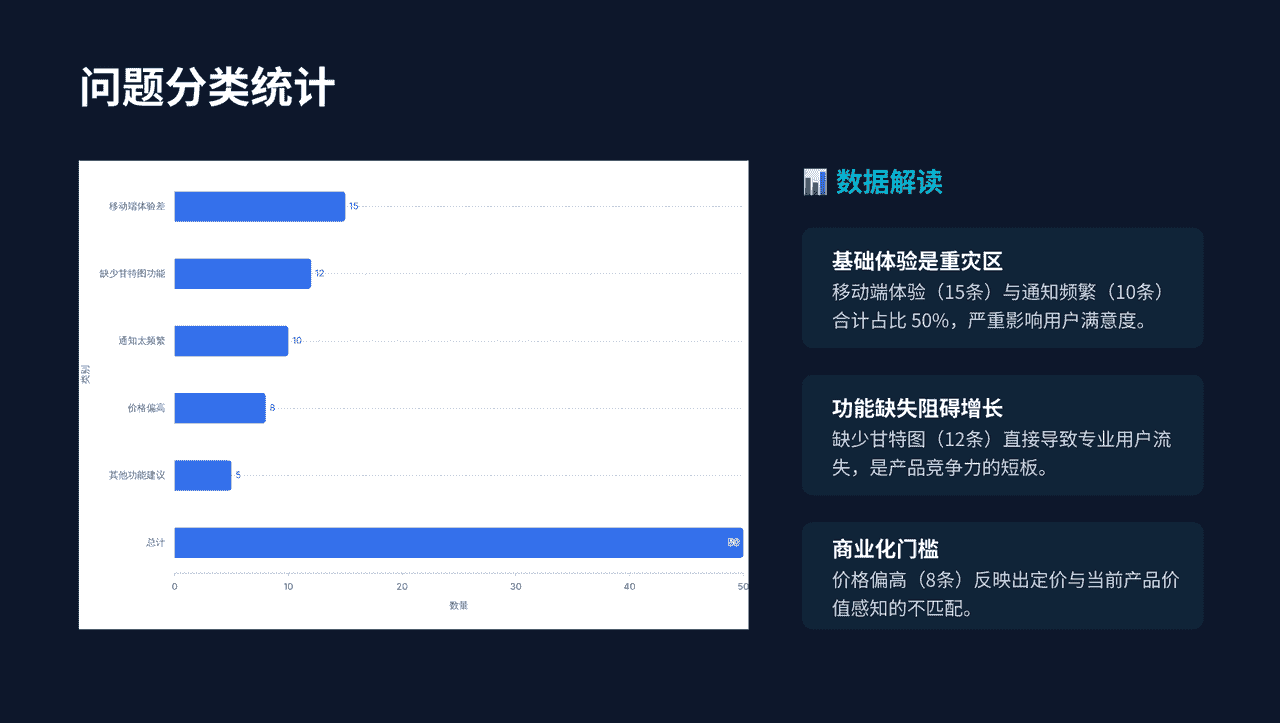 问题分类统计
移动端体验差
15
缺少甘特图功能
12
通知太频繁
10
价格偏高
8
其他功能建议
5
总计
50
类别
0 10 20 30 40 50
数量
数据解读
基础体验是重灾区
移动端体验（15条）与通知频繁（10条）
合计占比 50%，严重影响用户满意度。
功能缺失阻碍增长
缺少甘特图（12条）直接导致专业用户流
失，是产品竞争力的短板。
商业化门槛
价格偏高（8条）反映出定价与当前产品价
值感知的不匹配。